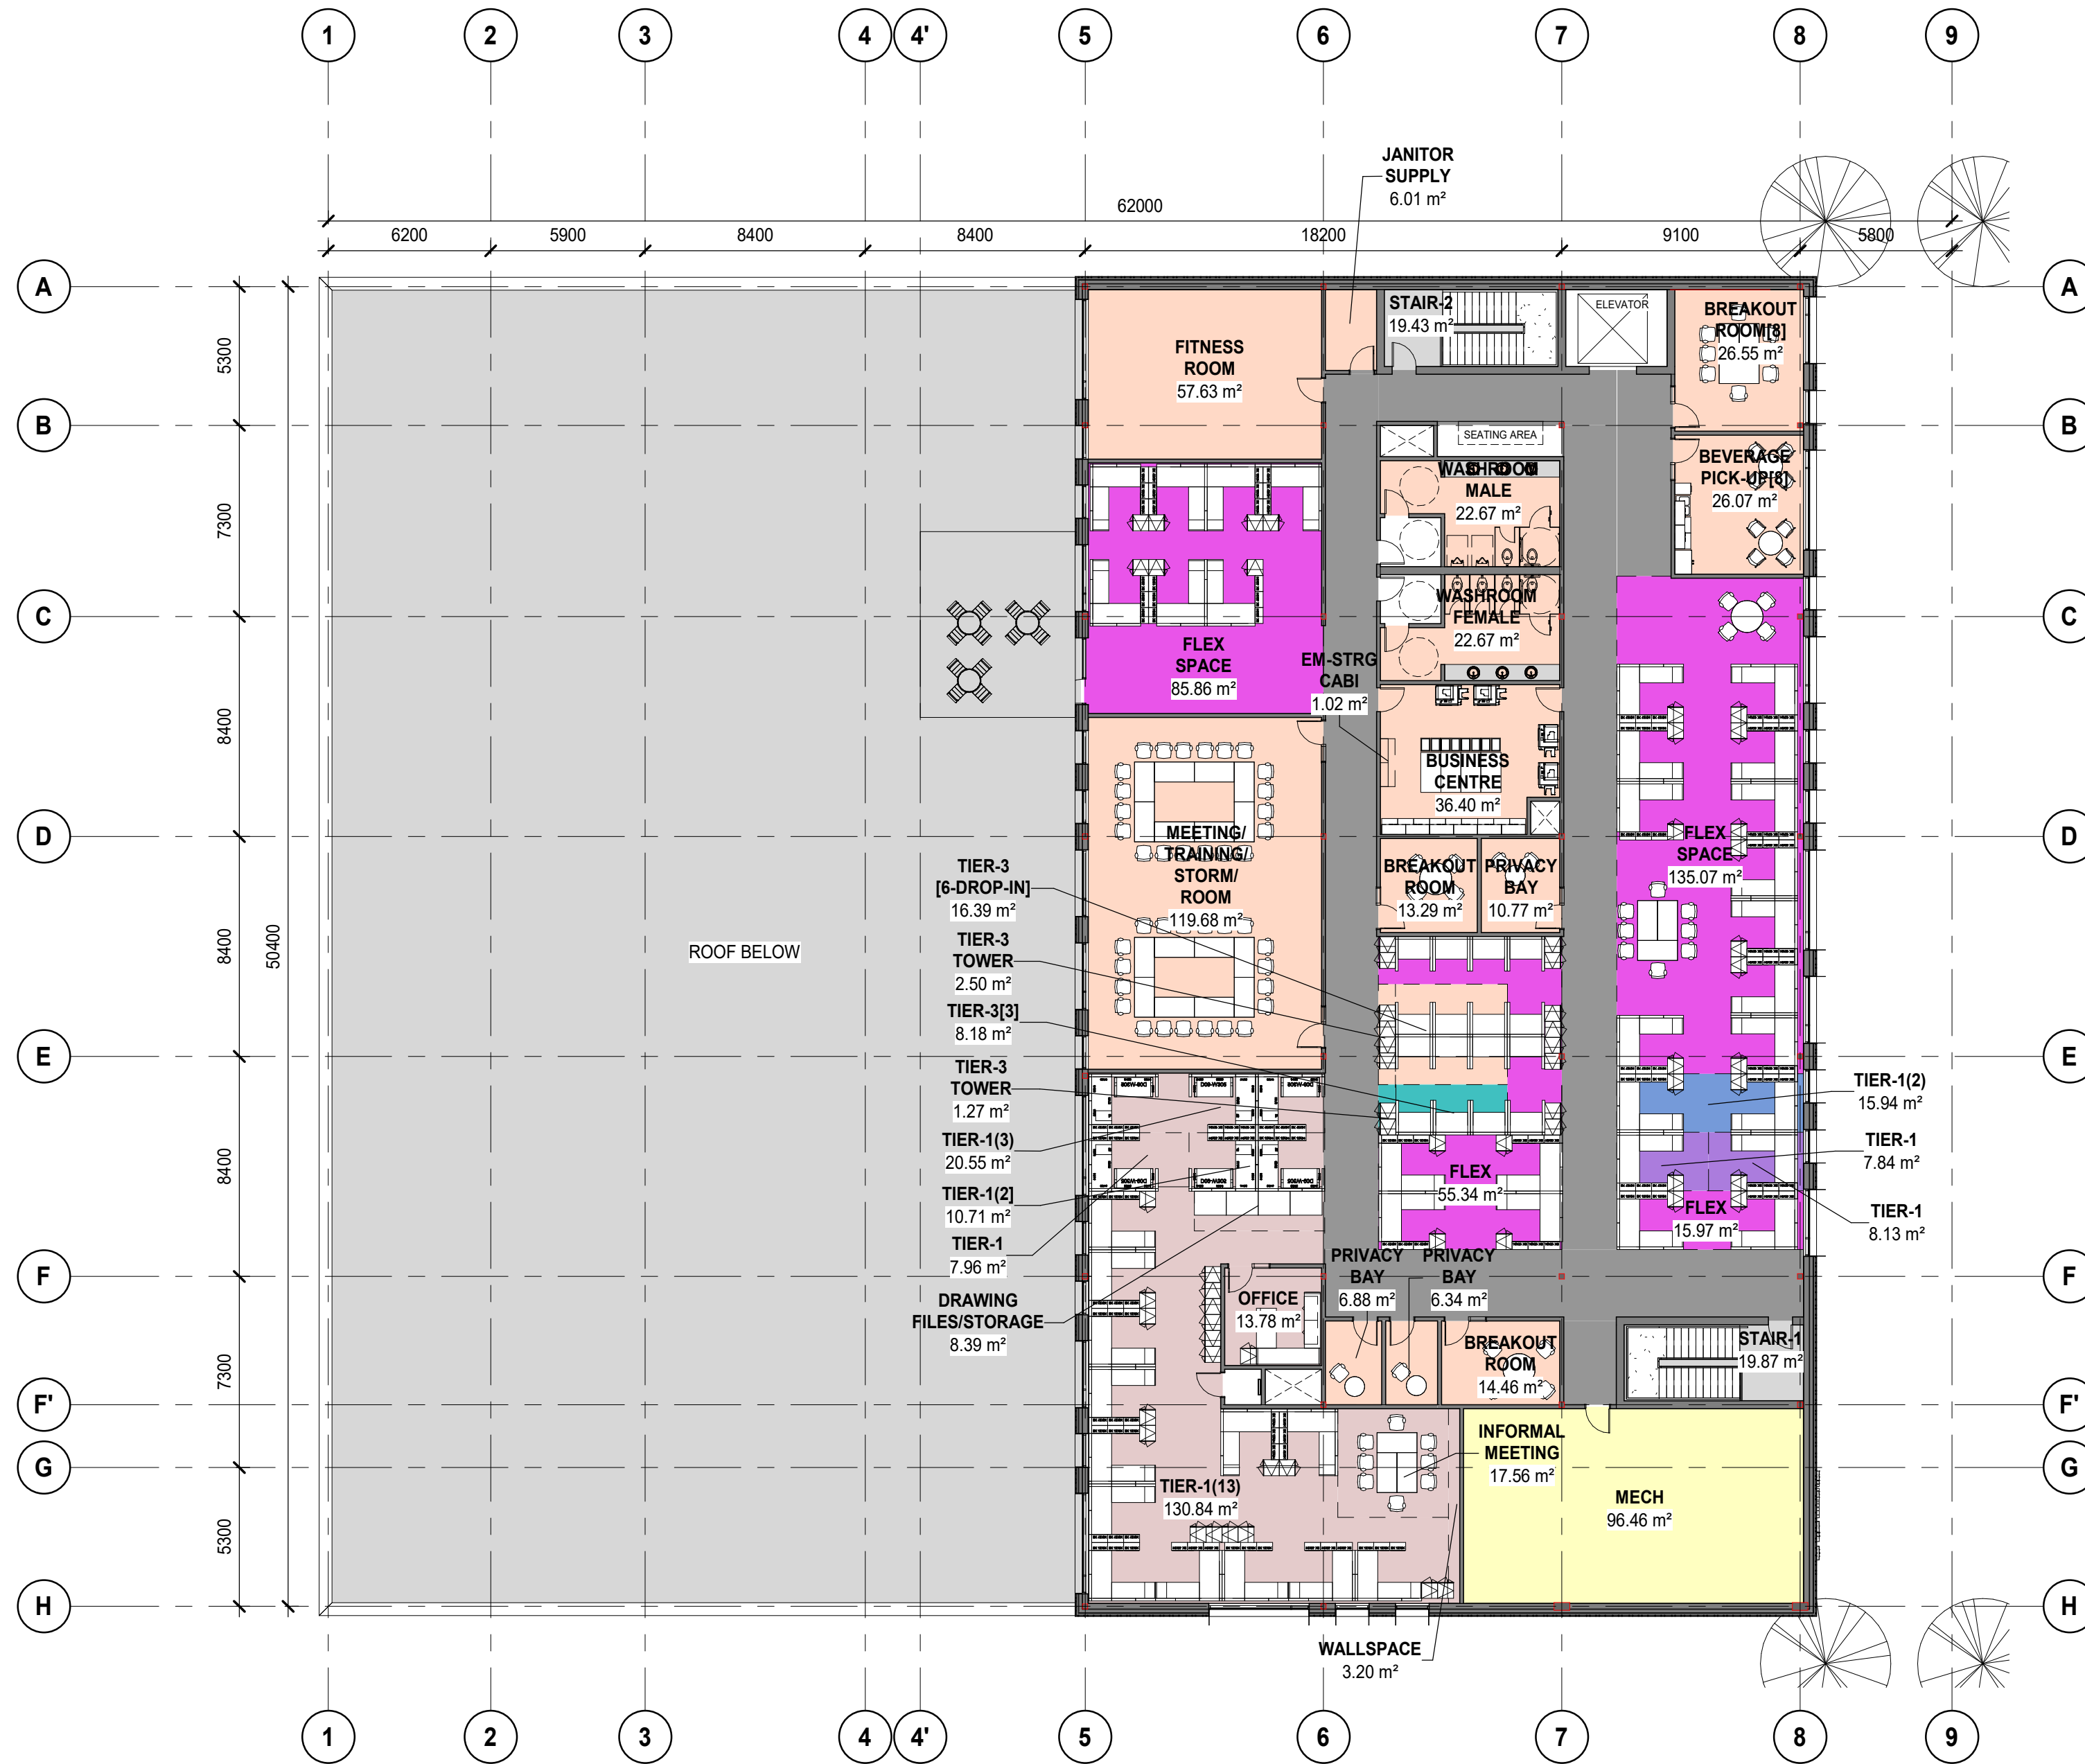 1 2 3 4 4' 5 6 7 8 9
JANITOR
SUPPLY
6.01 m²
62000
6200 5900 8400 8400 18200 9100 5800
A A
5300
STAIR-2
19.43 m²
ELEVATOR
BREAKOUT
ROOM[8]
26.55 m²
FITNESS
ROOM
57.63 m²
B B
SEATING AREA
7300
WASHROOM
MALE
22.67 m²
BEVERAGE
PICK-UP[8]
26.07 m²
C C
WASHROOM
FEMALE
22.67 m²
FLEX
SPACE
85.86 m²
EM-STRG
CABI
1.02 m²
8400
BUSINESS
CENTRE
36.40 m²
D D
MEETING/
TRAINING/
STORM/
ROOM
119.68 m²
FLEX
SPACE
135.07 m²
BREAKOUT
ROOM
13.29 m²
PRIVACY
BAY
10.77 m²
TIER-3
[6-DROP-IN]
16.39 m²
8400
50400
ROOF BELOW
TIER-3
TOWER
2.50 m²
TIER-3[3]
8.18 m²
E E
TIER-3
TOWER
1.27 m²
TIER-1(2)
15.94 m²
TIER-1(3)
20.55 m²
TIER-1
7.84 m²
8400
FLEX
55.34 m²
TIER-1(2]
10.71 m²
FLEX
15.97 m²
TIER-1
8.13 m²
TIER-1
7.96 m²
PRIVACY
BAY
6.88 m²
PRIVACY
BAY
6.34 m²
F F
DRAWING
FILES/STORAGE
8.39 m²
OFFICE
13.78 m²
7300
BREAKOUT
ROOM
14.46 m²
STAIR-1
19.87 m²
F' F'
INFORMAL
MEETING
17.56 m²
G G
TIER-1(13)
130.84 m²
MECH
96.46 m²
5300
H H
WALLSPACE
3.20 m²
1 2 3 4 4' 5 6 7 8 9